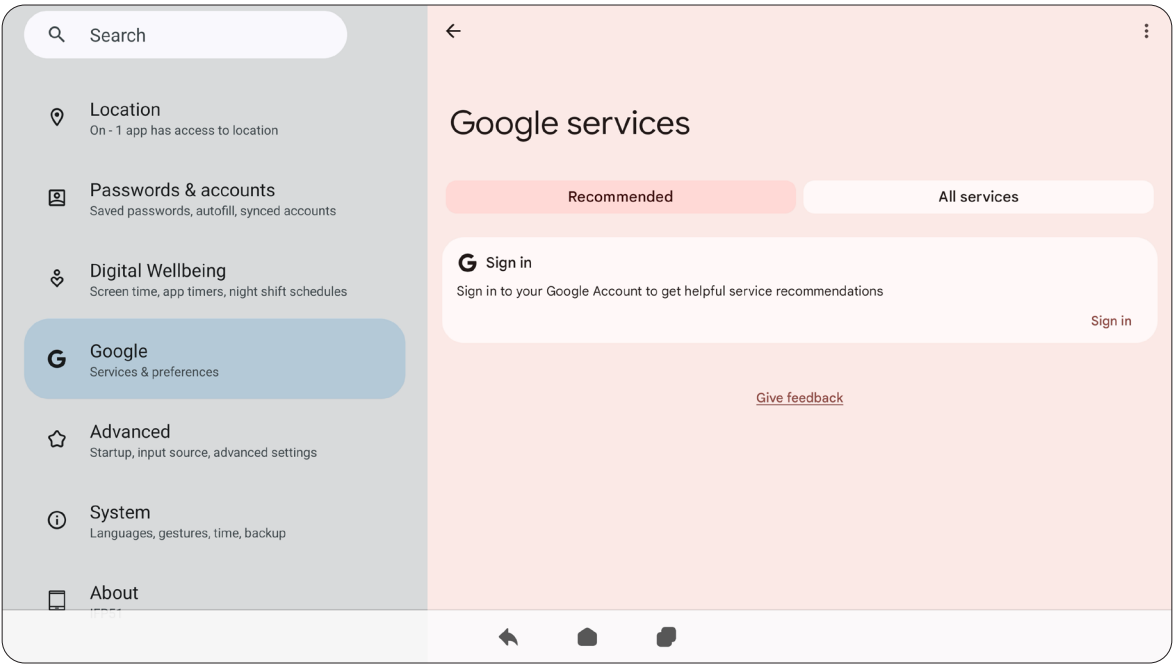 Search
Location
On - 1 app has access to location
Passwords & accounts
Saved passwords, autofill, synced accounts
Digital Wellbeing
Screen time, app timers, night shift schedules
Google
Services & preferences
Advanced
Startup, input source, advanced settings
System
Languages, gestures, time, backup
About
Google services
Recommended
All services
Sign in
Sign in to your Google Account to get helpful service recommendations
Sign in
Give feedback